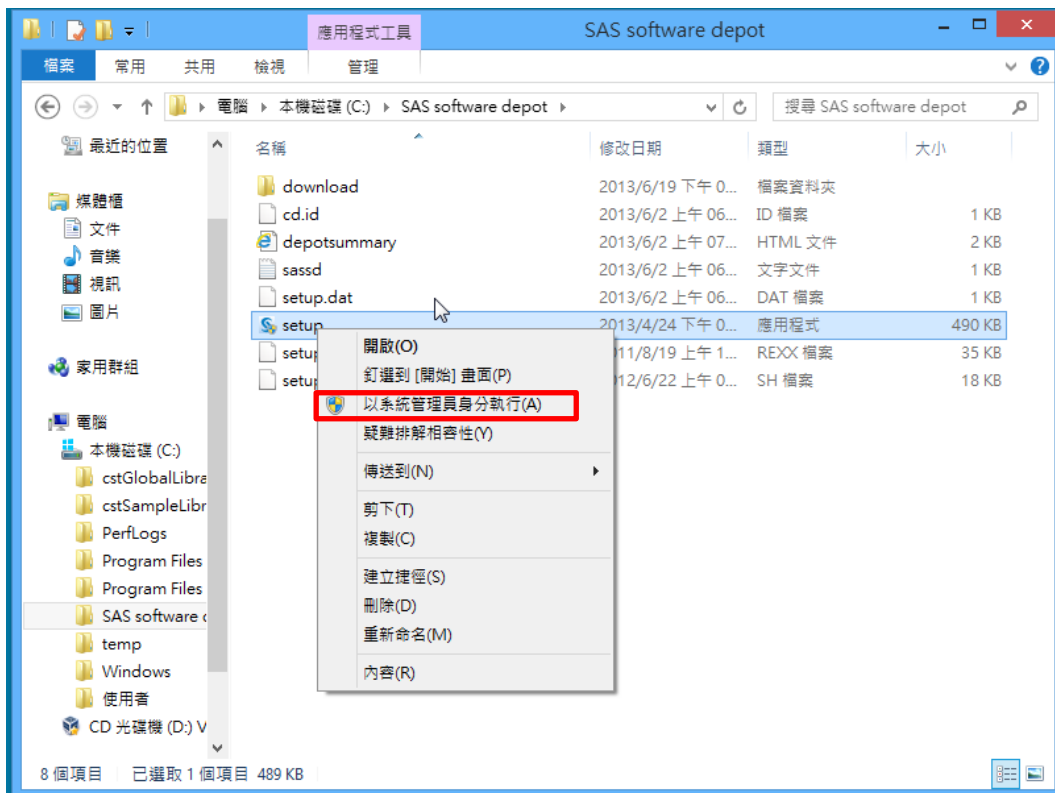 應用程式工具
SAS software depot
檔案 常用 共用 檢視 管理
電腦 本機磁碟 (C:) SAS software depot
搜尋 SAS software depot
最近的位置
媒體櫃
文件
音樂
視訊
圖片
家用群組
電腦
本機磁碟 (C:)
cstGlobalLibra
cstSampleLibr
PerfLogs
Program Files
Program Files
SAS software
temp
Windows
使用者
CD 光碟機 (D:) V
名稱 修改日期 類型 大小
download 2013/6/19 下午 0... 檔案資料夾
cd.id 2013/6/2 上午 06... ID 檔案 1 KB
depotsummary 2013/6/2 上午 07... HTML 文件 2 KB
sassd 2013/6/2 上午 06... 文字文件 1 KB
setup.dat 2013/6/2 上午 06... DAT 檔案 1 KB
setup 2013/4/24 下午 0... 應用程式 490 KB
setup 011/8/19 上午 1... REXX 檔案 35 KB
setup 012/6/22 上午 0... SH 檔案 18 KB
開啟(O)
釘選到 [開始] 畫面(P)
以系統管理員身分執行(A)
疑難排解相容性(Y)
傳送到(N)
剪下(T)
複製(C)
建立捷徑(S)
刪除(D)
重新命名(M)
內容(R)
8 個項目 已選取 1 個項目 489 KB